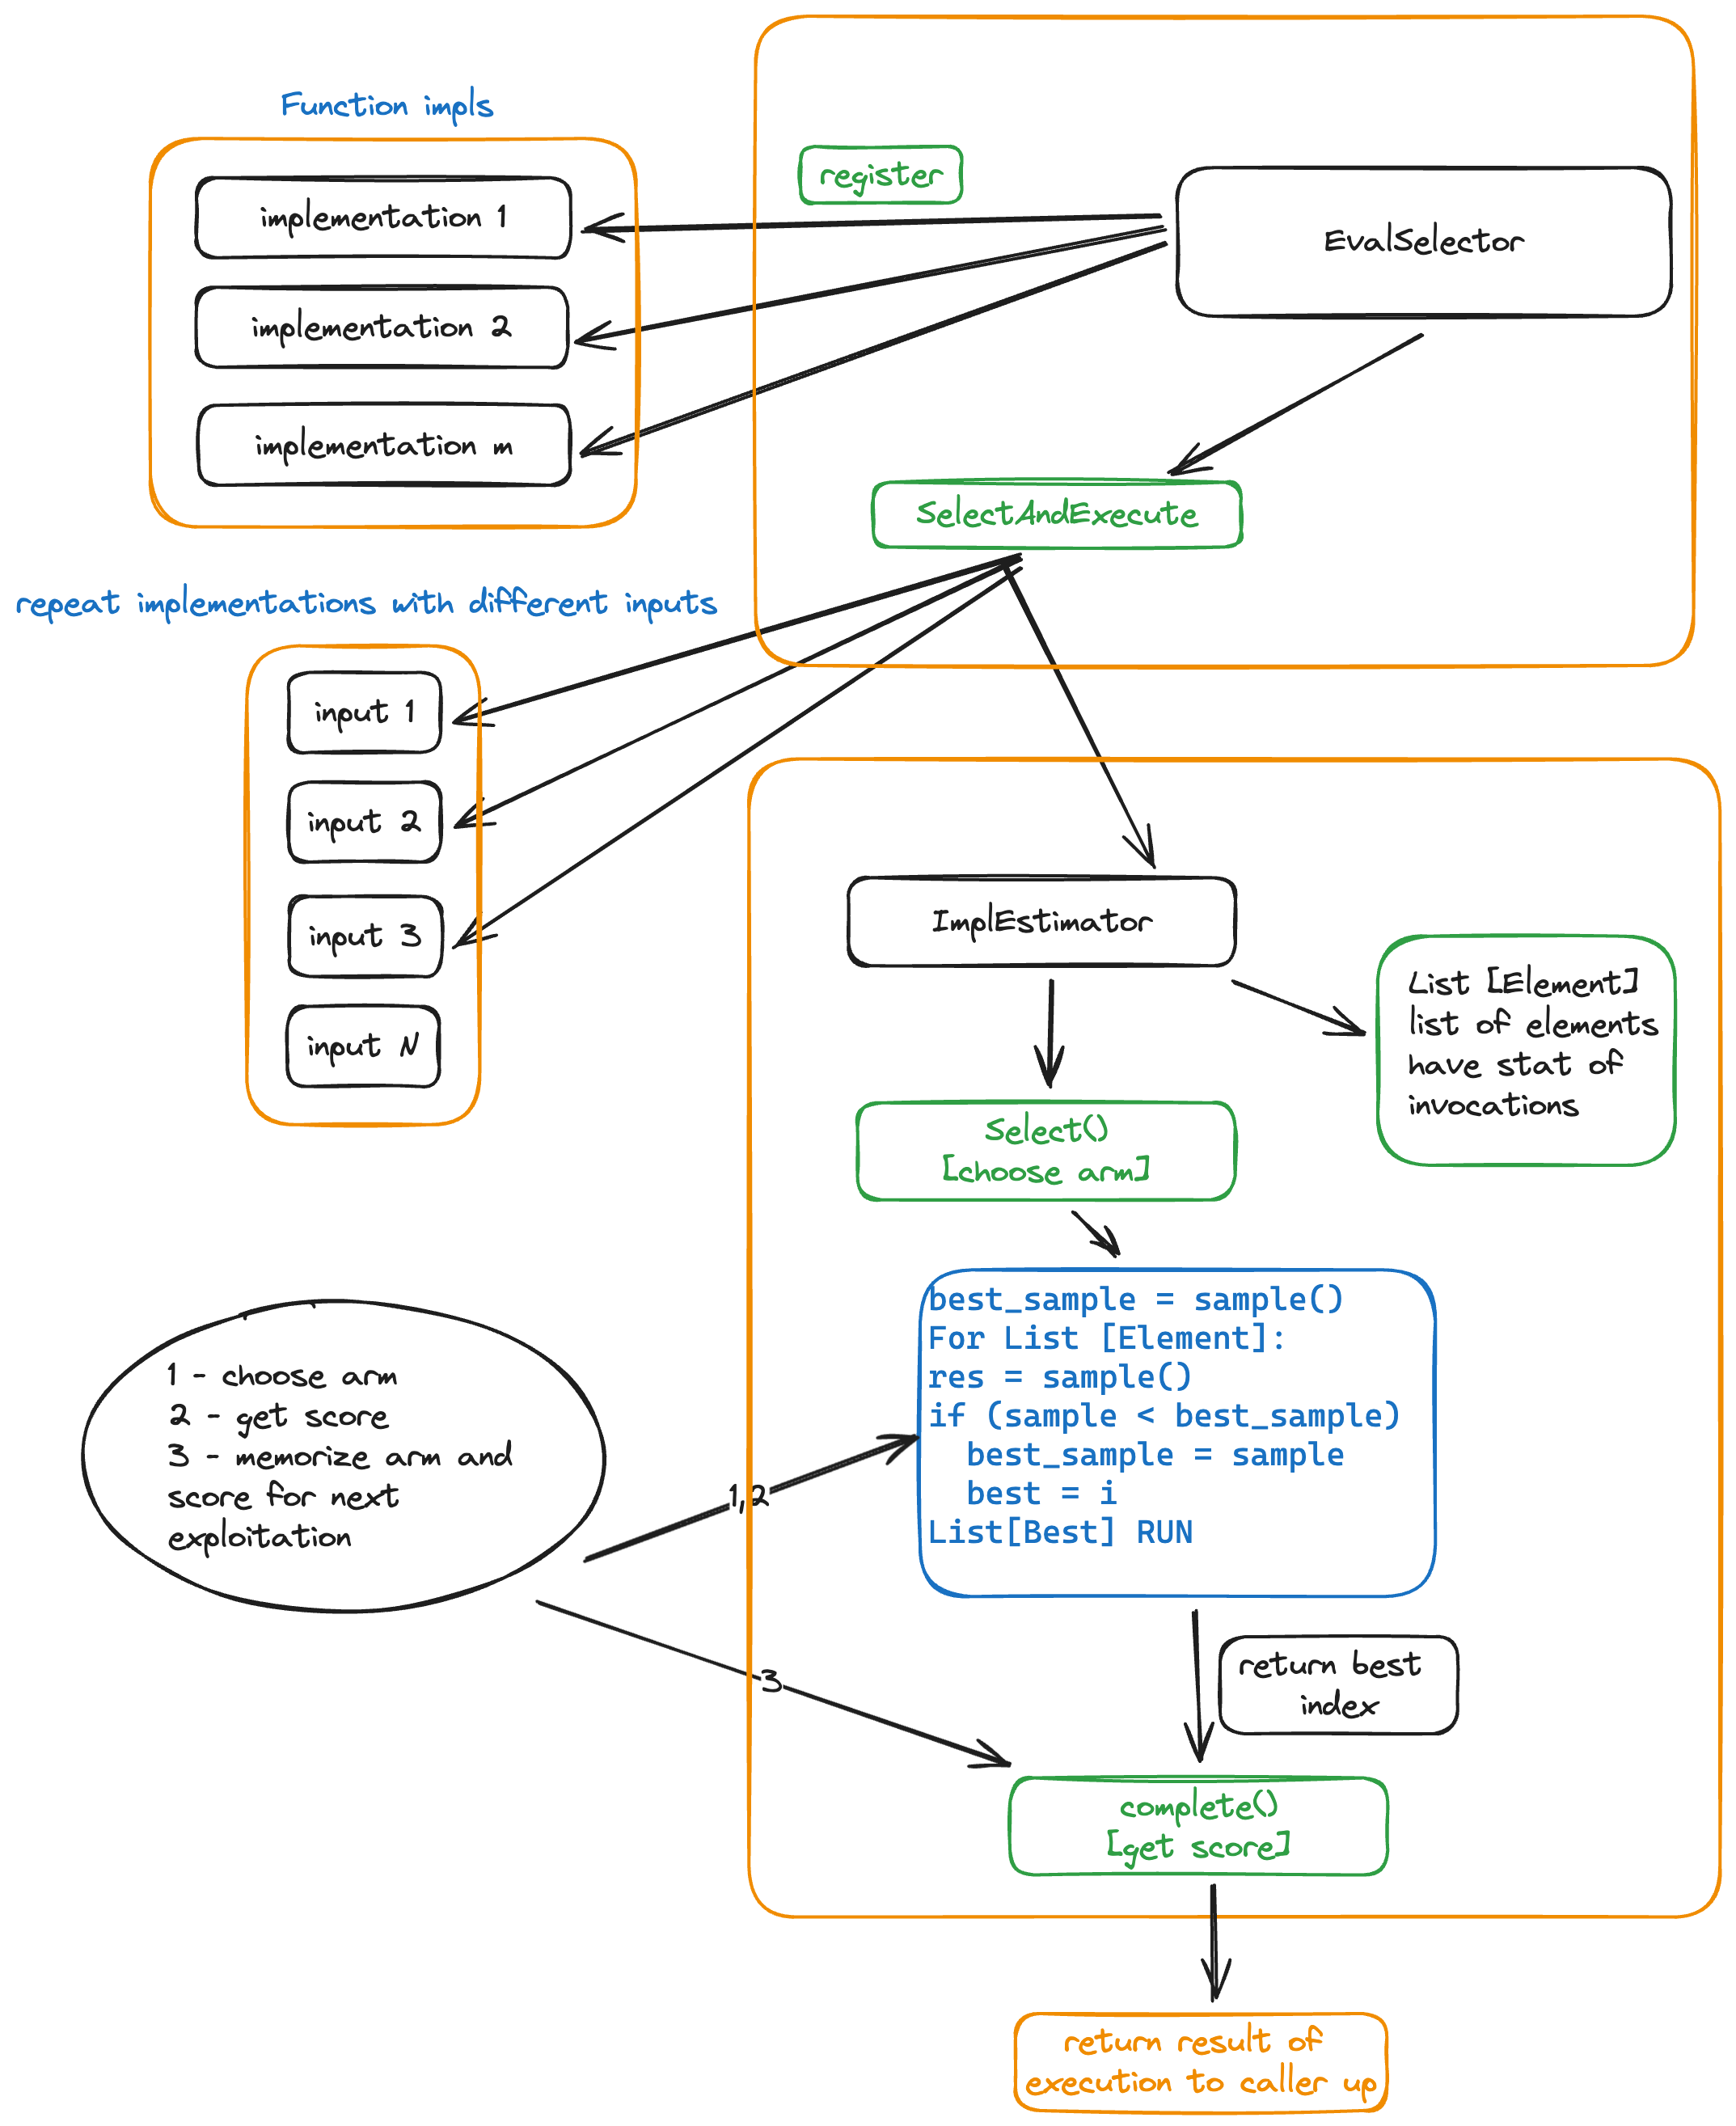 Function impls
implementation 1
implementation 2
implementation m
register
EvalSelector
SelectAndExecute
repeat implementations with different inputs
input 1
input 2
input 3
input N
ImplEstimator
List [Element]
list of elements
have stat of
invocations
Select()
[choose arm]
best_sample = sample()
For List [Element]:
res = sample()
if (sample < best_sample)
  best_sample = sample
  best = i
List[Best] RUN
1 - choose arm
2 - get score
3 - memorize arm and
score for next
exploitation
1,2
3
return best
index
complete()
[get score]
return result of
execution to caller up